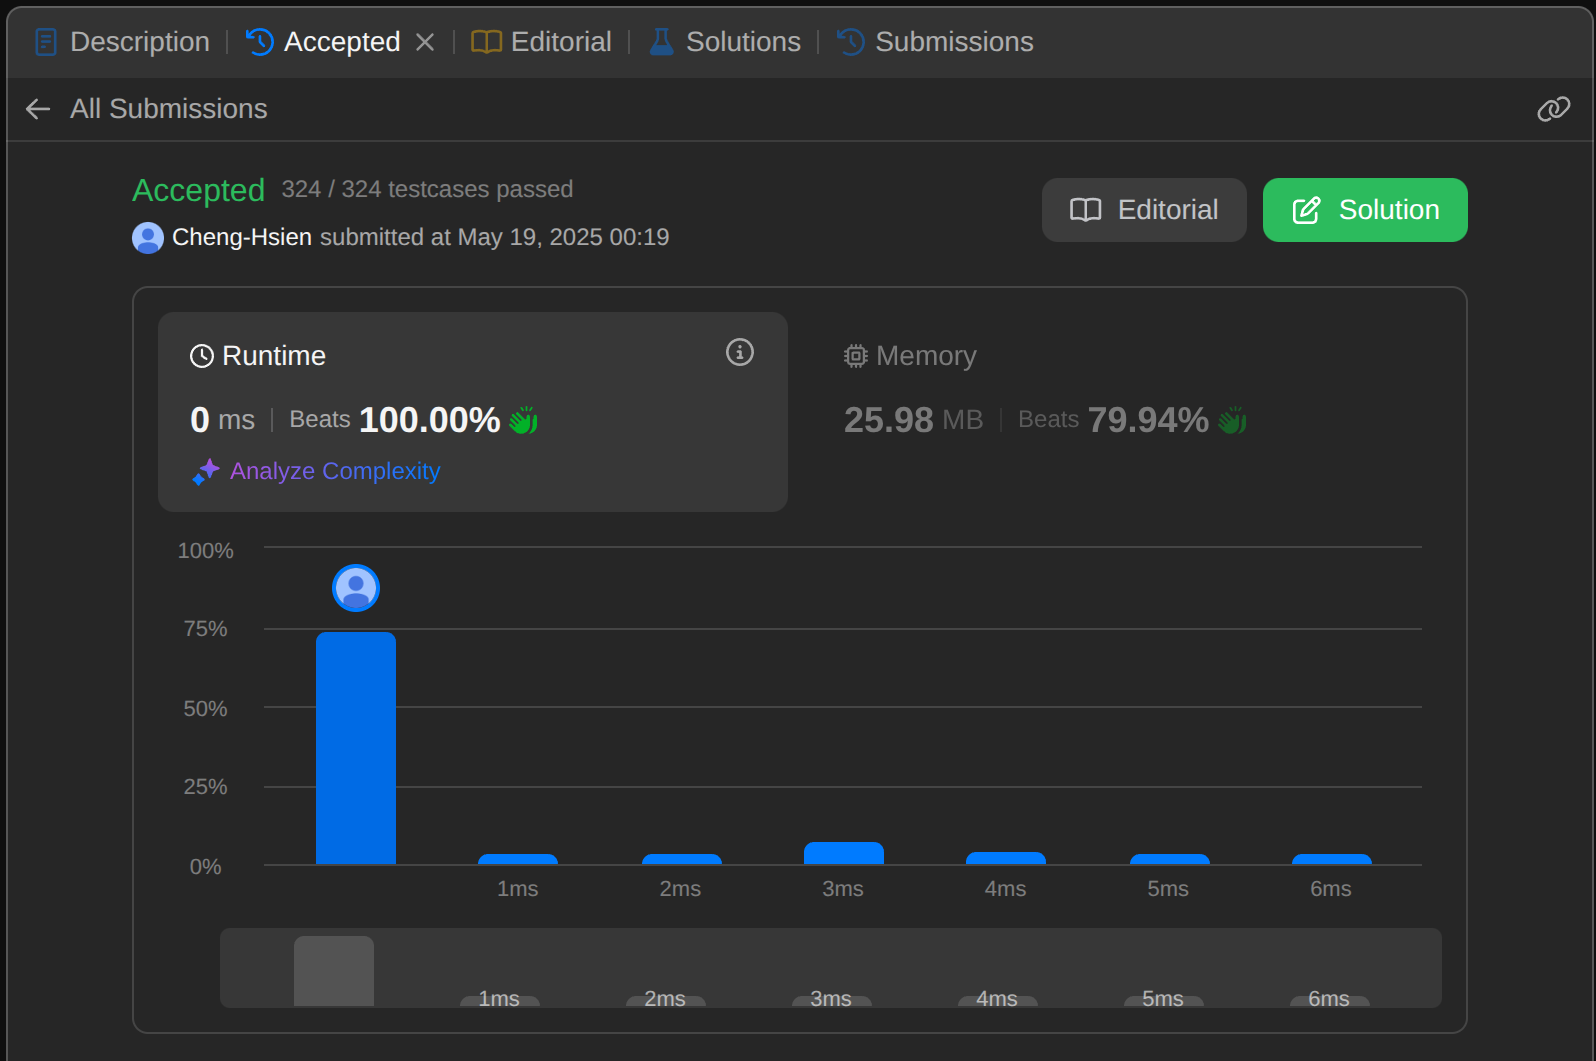 Description Accepted Editorial Solutions Submissions
All Submissions
Accepted 324 / 324 testcases passed
Cheng-Hsien submitted at May 19, 2025 00:19
Editorial Solution
Runtime
0 ms Beats 100.00%
Analyze Complexity
Memory
25.98 MB Beats 79.94%
100%
75%
50%
25%
0%
1ms 2ms 3ms 4ms 5ms 6ms
1ms 2ms 3ms 4ms 5ms 6ms